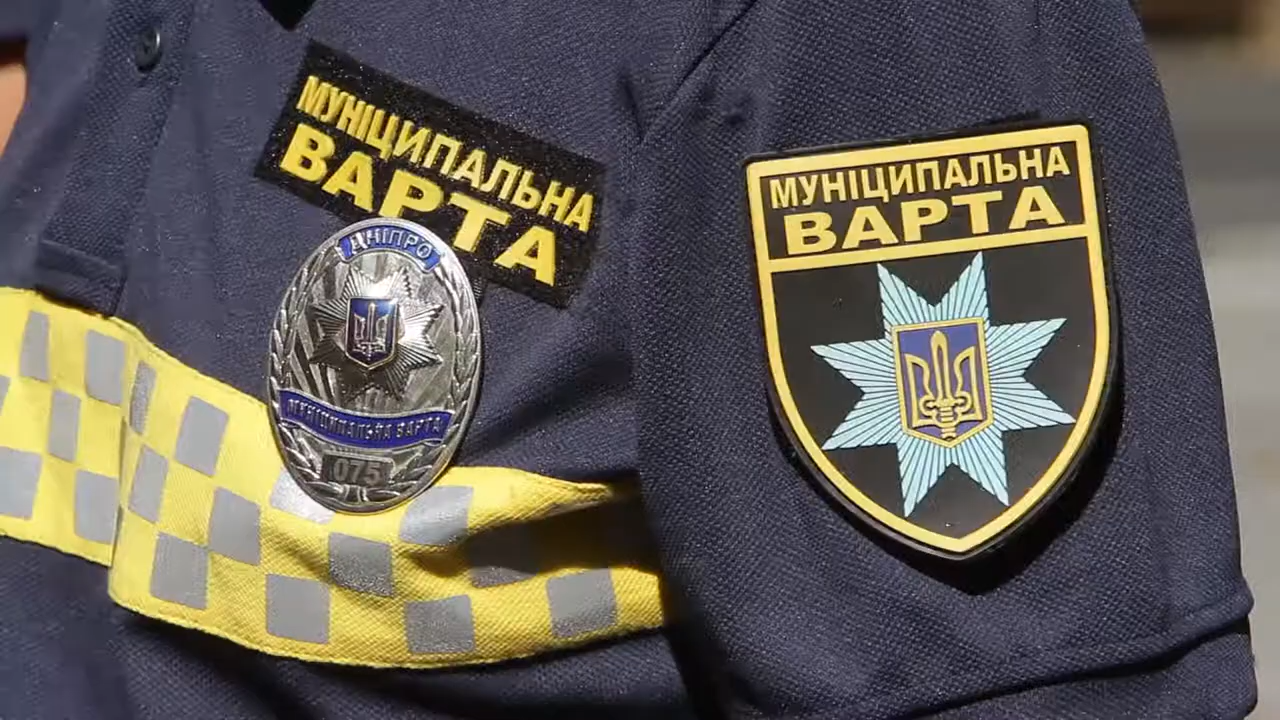 МУНІЦИПАЛЬНА
ВАРТА
ДНІПРО
МУНІЦИПАЛЬНА ВАРТА
075
МУНІЦИПАЛЬНА
ВАРТА